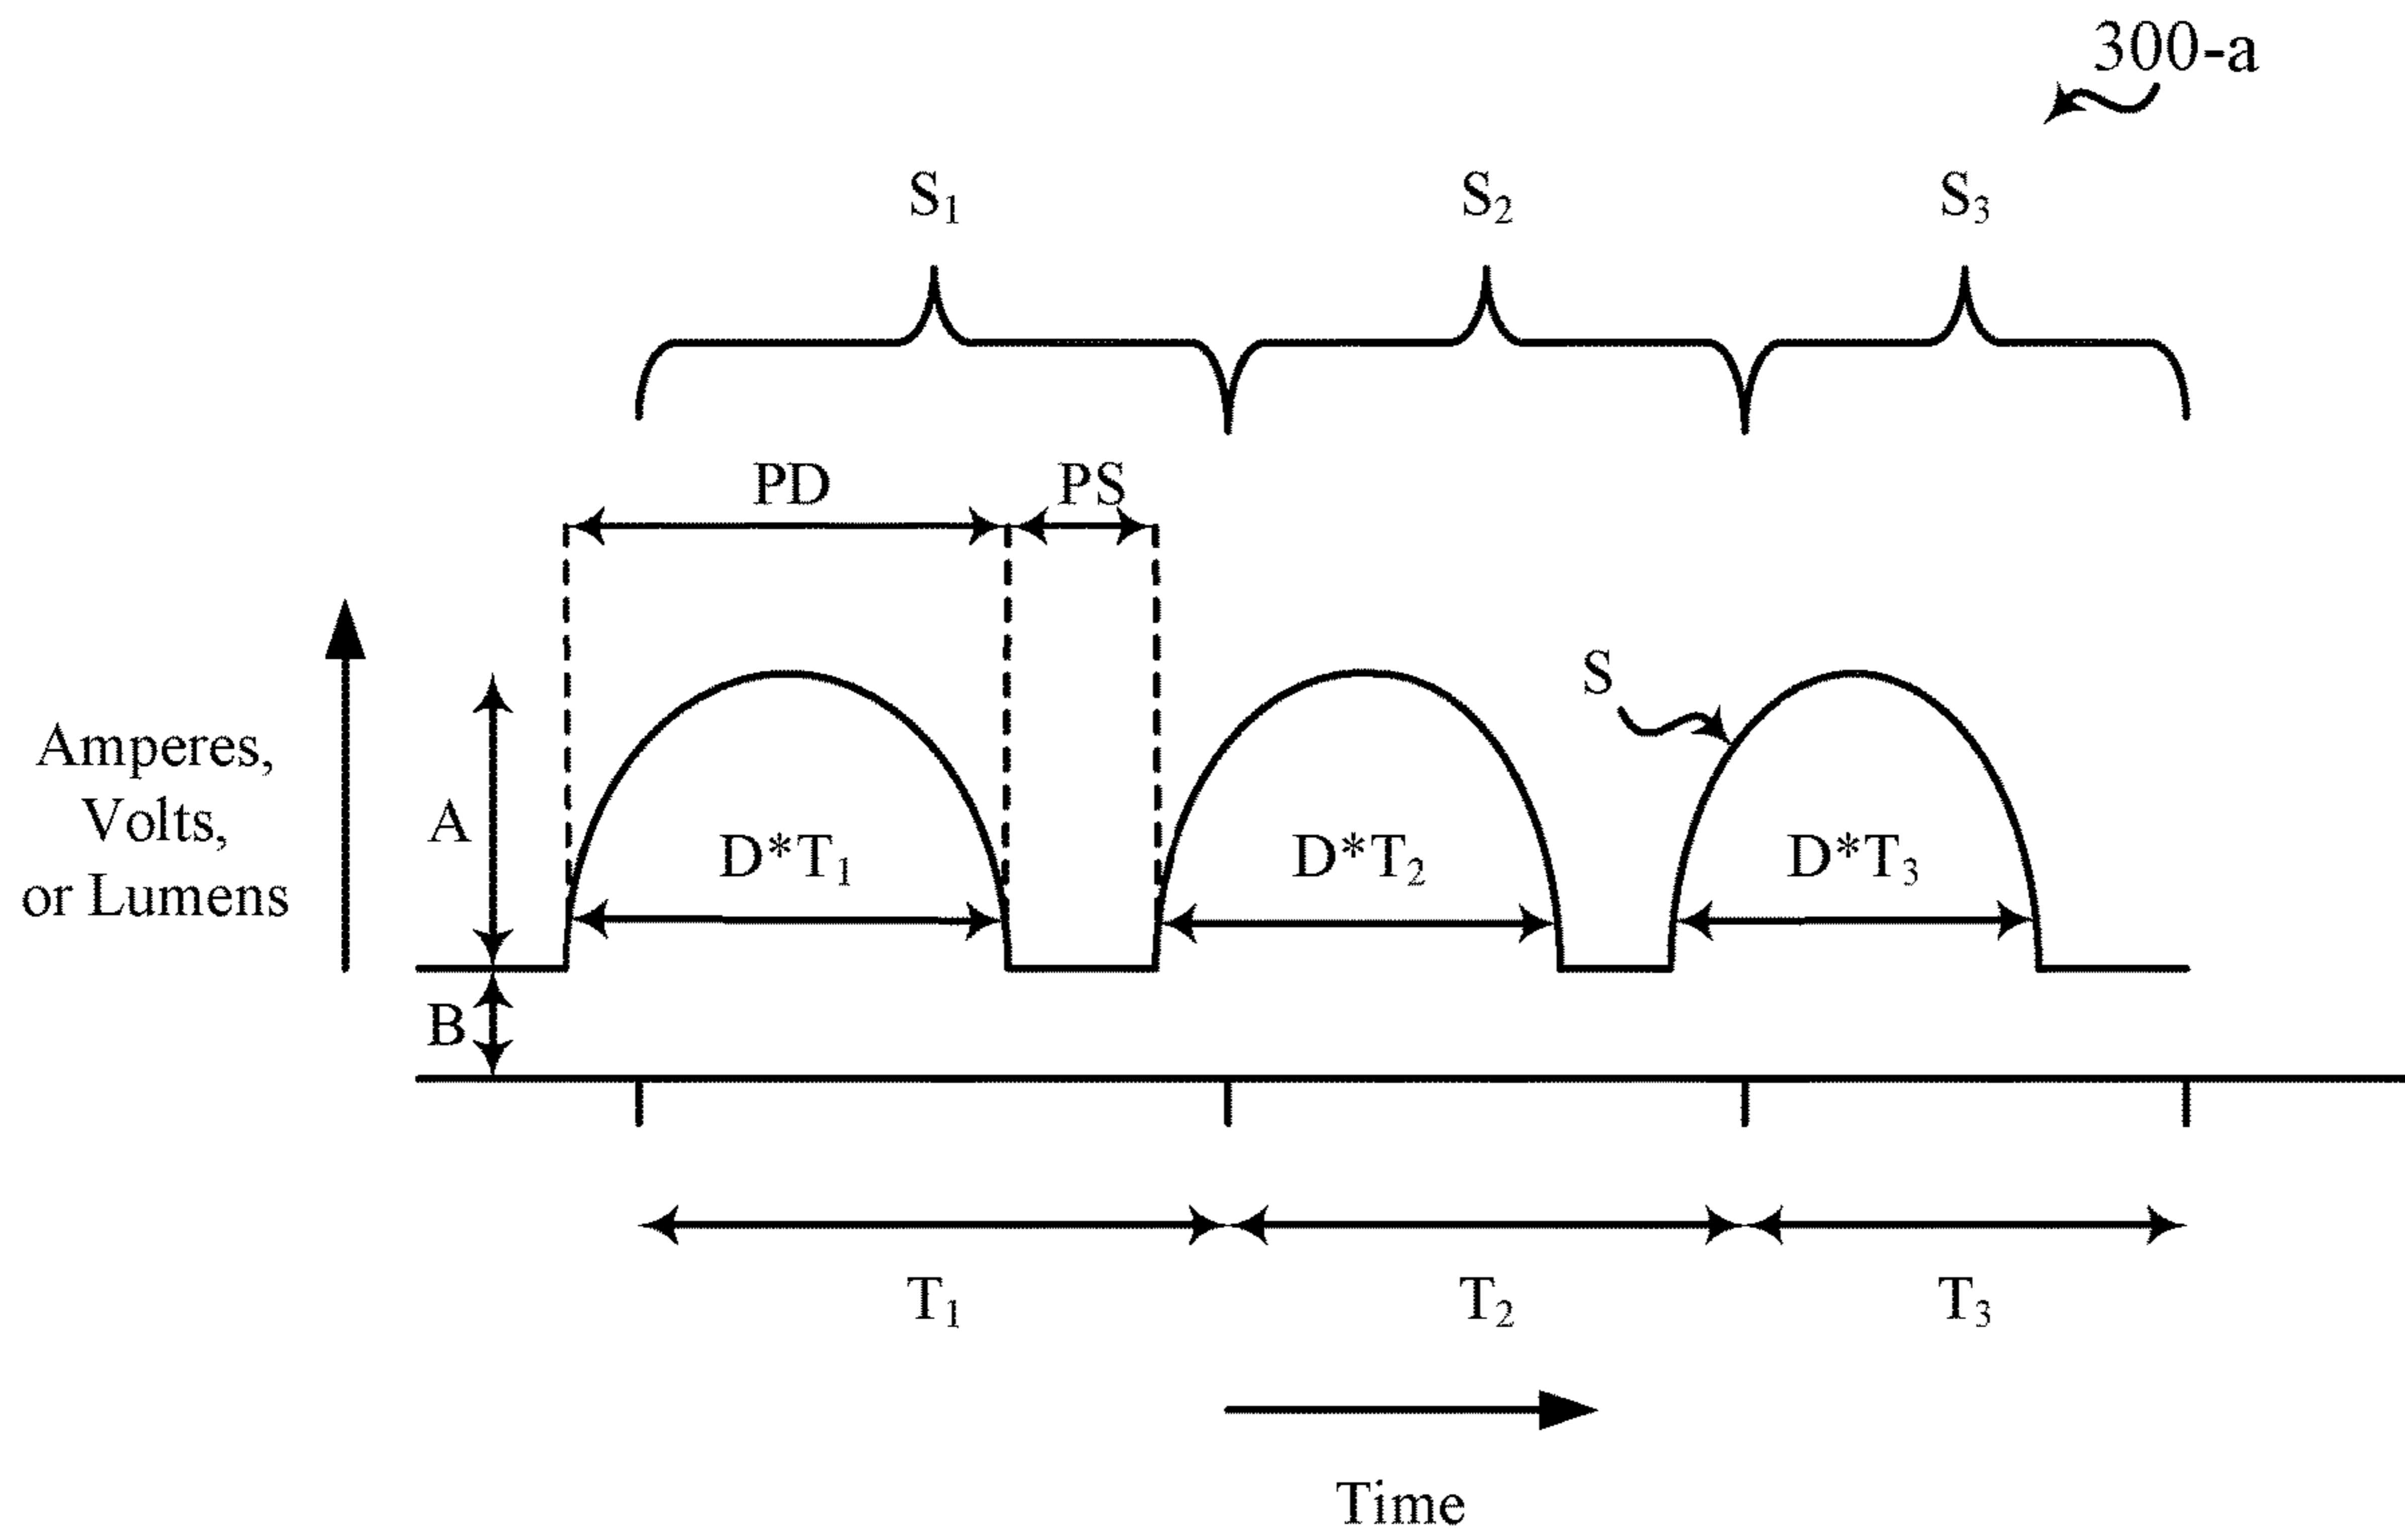 300-a
S₁ S₂ S₃
PD PS
S
Amperes,
Volts,
or Lumens
A
D*T₁ D*T₂ D*T₃
B
T₁ T₂ T₃
Time